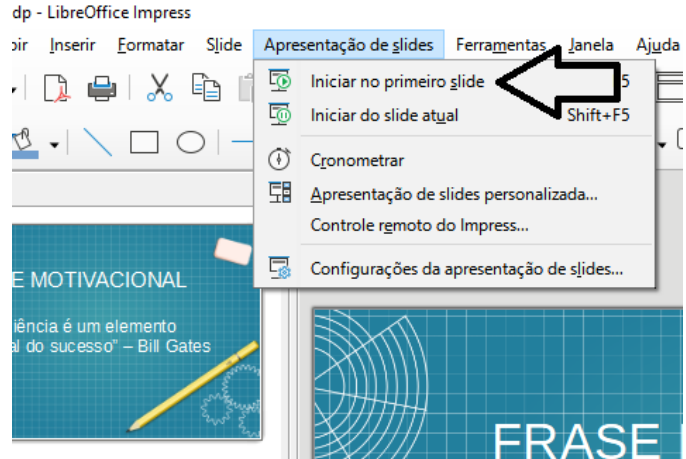 dp - LibreOffice Impress
Inserir Formatar Slide Apresentação de slides Ferramentas Janela Ajuda
Iniciar no primeiro slide 5
Iniciar do slide atual Shift+F5
Cronometrar
Apresentação de slides personalizada...
Controle remoto do Impress...
Configurações da apresentação de slides...
E MOTIVACIONAL
iência é um elemento
al do sucesso” – Bill Gates
FRASE